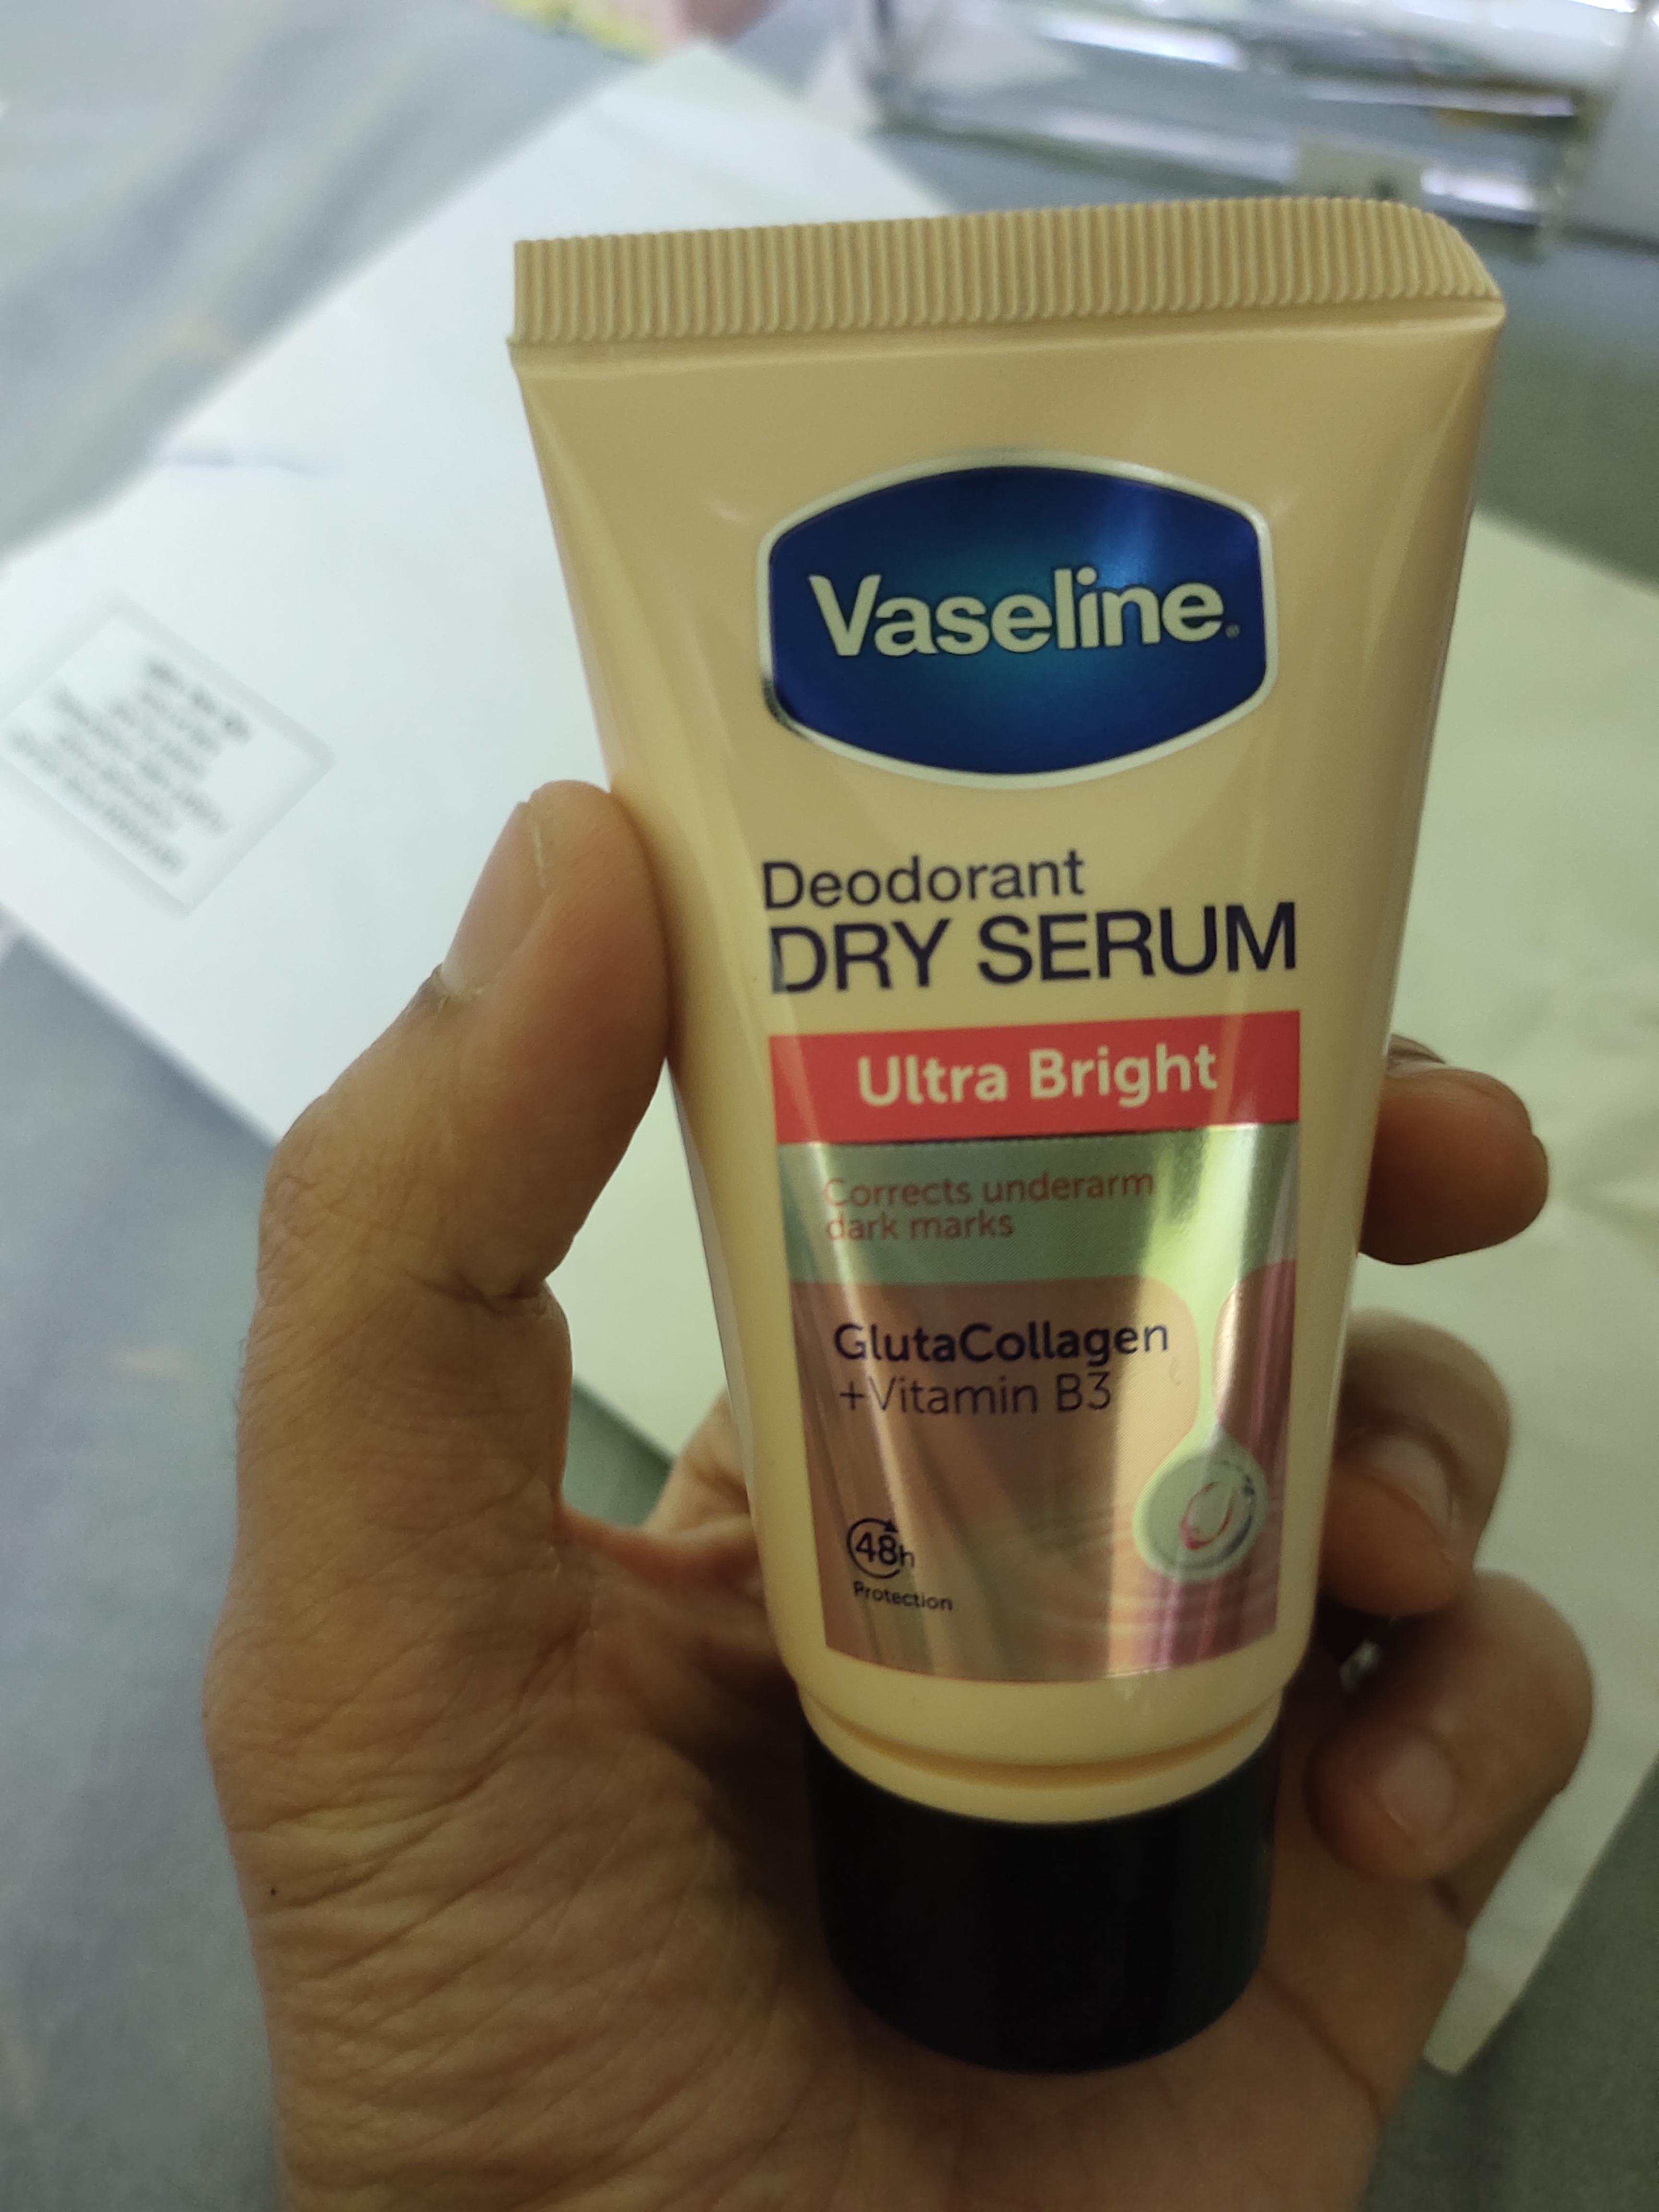 Vaseline®
Deodorant
DRY SERUM
Ultra Bright
Corrects underarm
dark marks
GlutaCollagen
+Vitamin B3
48h
Protection